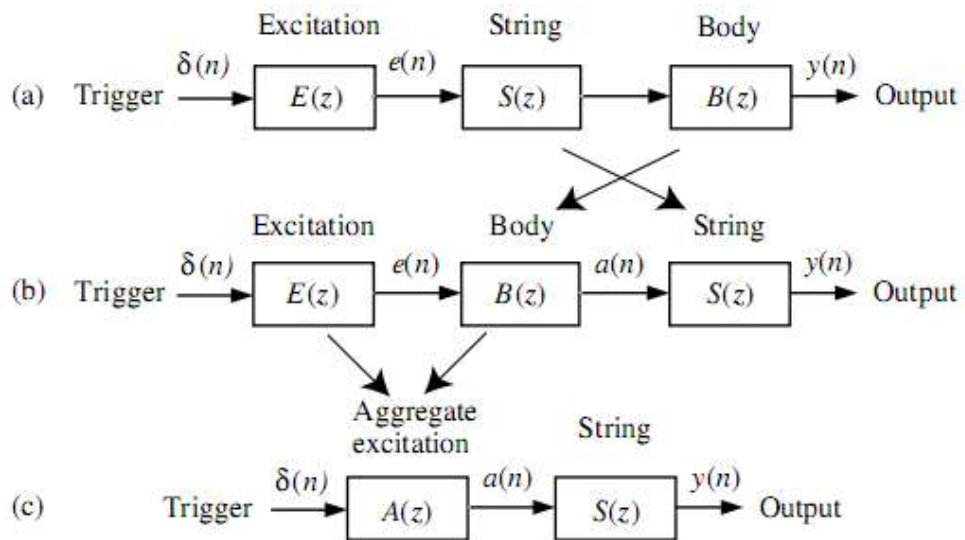 Excitation String Body
δ(n) e(n) y(n)
(a) Trigger E(z) S(z) B(z) Output
Excitation Body String
δ(n) e(n) a(n) y(n)
(b) Trigger E(z) B(z) S(z) Output
Aggregate
excitation String
δ(n) a(n) y(n)
(c) Trigger A(z) S(z) Output